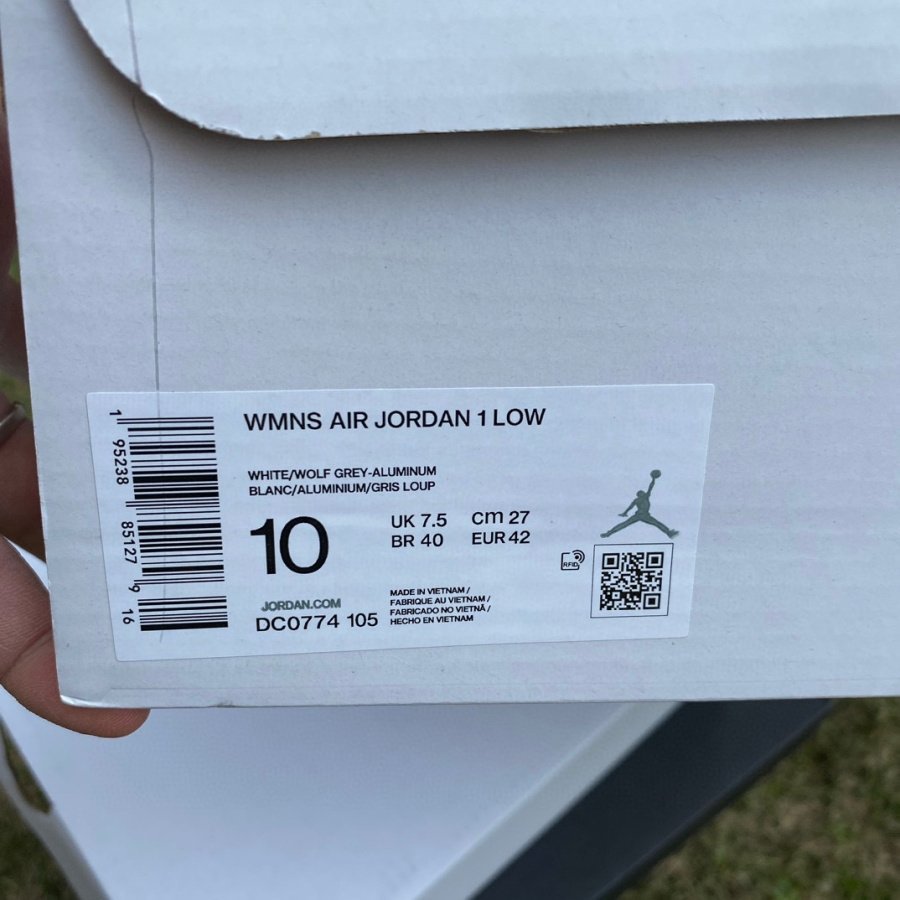 WMNS AIR JORDAN 1 LOW
WHITE/WOLF GREY-ALUMINUM
BLANC/ALUMINIUM/GRIS LOUP
10
UK 7.5 cm 27
BR 40 EUR 42
RFID
JORDAN.COM
DC0774 105
MADE IN VIETNAM /
FABRIQUE AU VIETNAM /
FABRICADO NO VIETNÃ /
HECHO EN VIETNAM
1 95238 85127 9 16